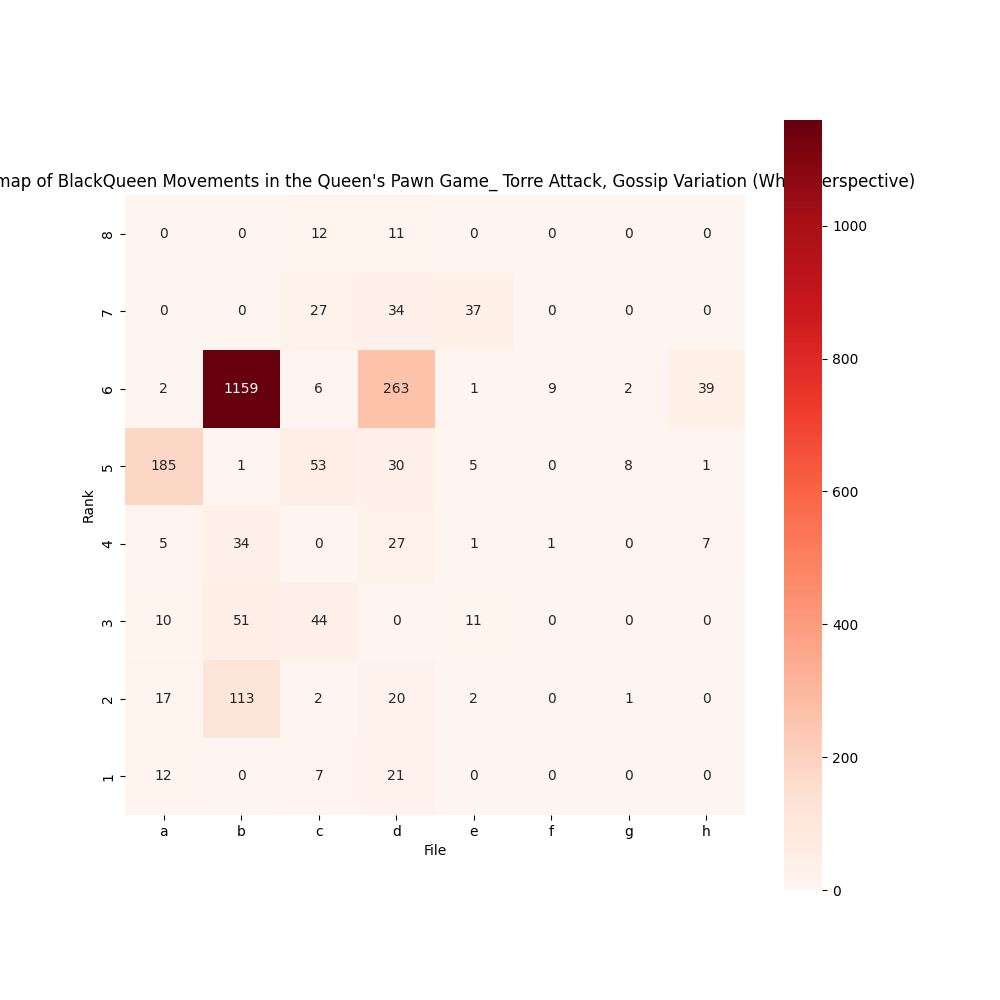 map of BlackQueen Movements in the Queen's Pawn Game_ Torre Attack, Gossip Variation (Wh erspective)
8 0 0 12 11 0 0 0 0
7 0 0 27 34 37 0 0 0
6 2 1159 6 263 1 9 2 39
5 185 1 53 30 5 0 8 1
4 5 34 0 27 1 1 0 7
3 10 51 44 0 11 0 0 0
2 17 113 2 20 2 0 1 0
1 12 0 7 21 0 0 0 0
a b c d e f g h
File
Rank
1000
800
600
400
200
0